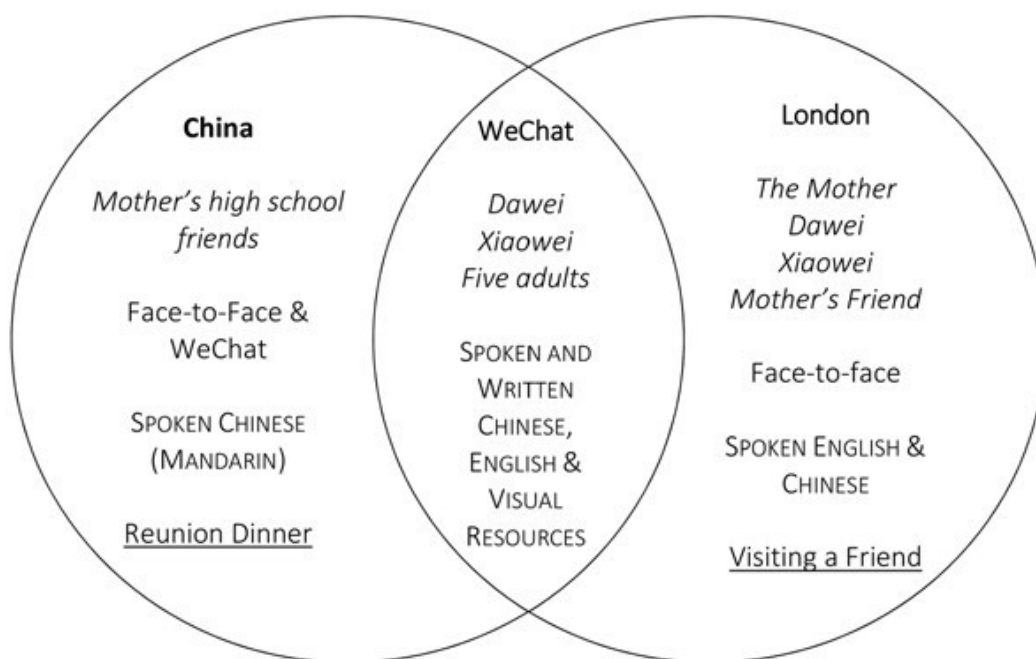 China
Mother’s high school
friends
Face-to-Face &
WeChat
SPOKEN CHINESE
(MANDARIN)
Reunion Dinner
WeChat
Dawei
Xiaowei
Five adults
SPOKEN AND
WRITTEN
CHINESE,
ENGLISH &
VISUAL
RESOURCES
London
The Mother
Dawei
Xiaowei
Mother’s Friend
Face-to-face
SPOKEN ENGLISH &
CHINESE
Visiting a Friend